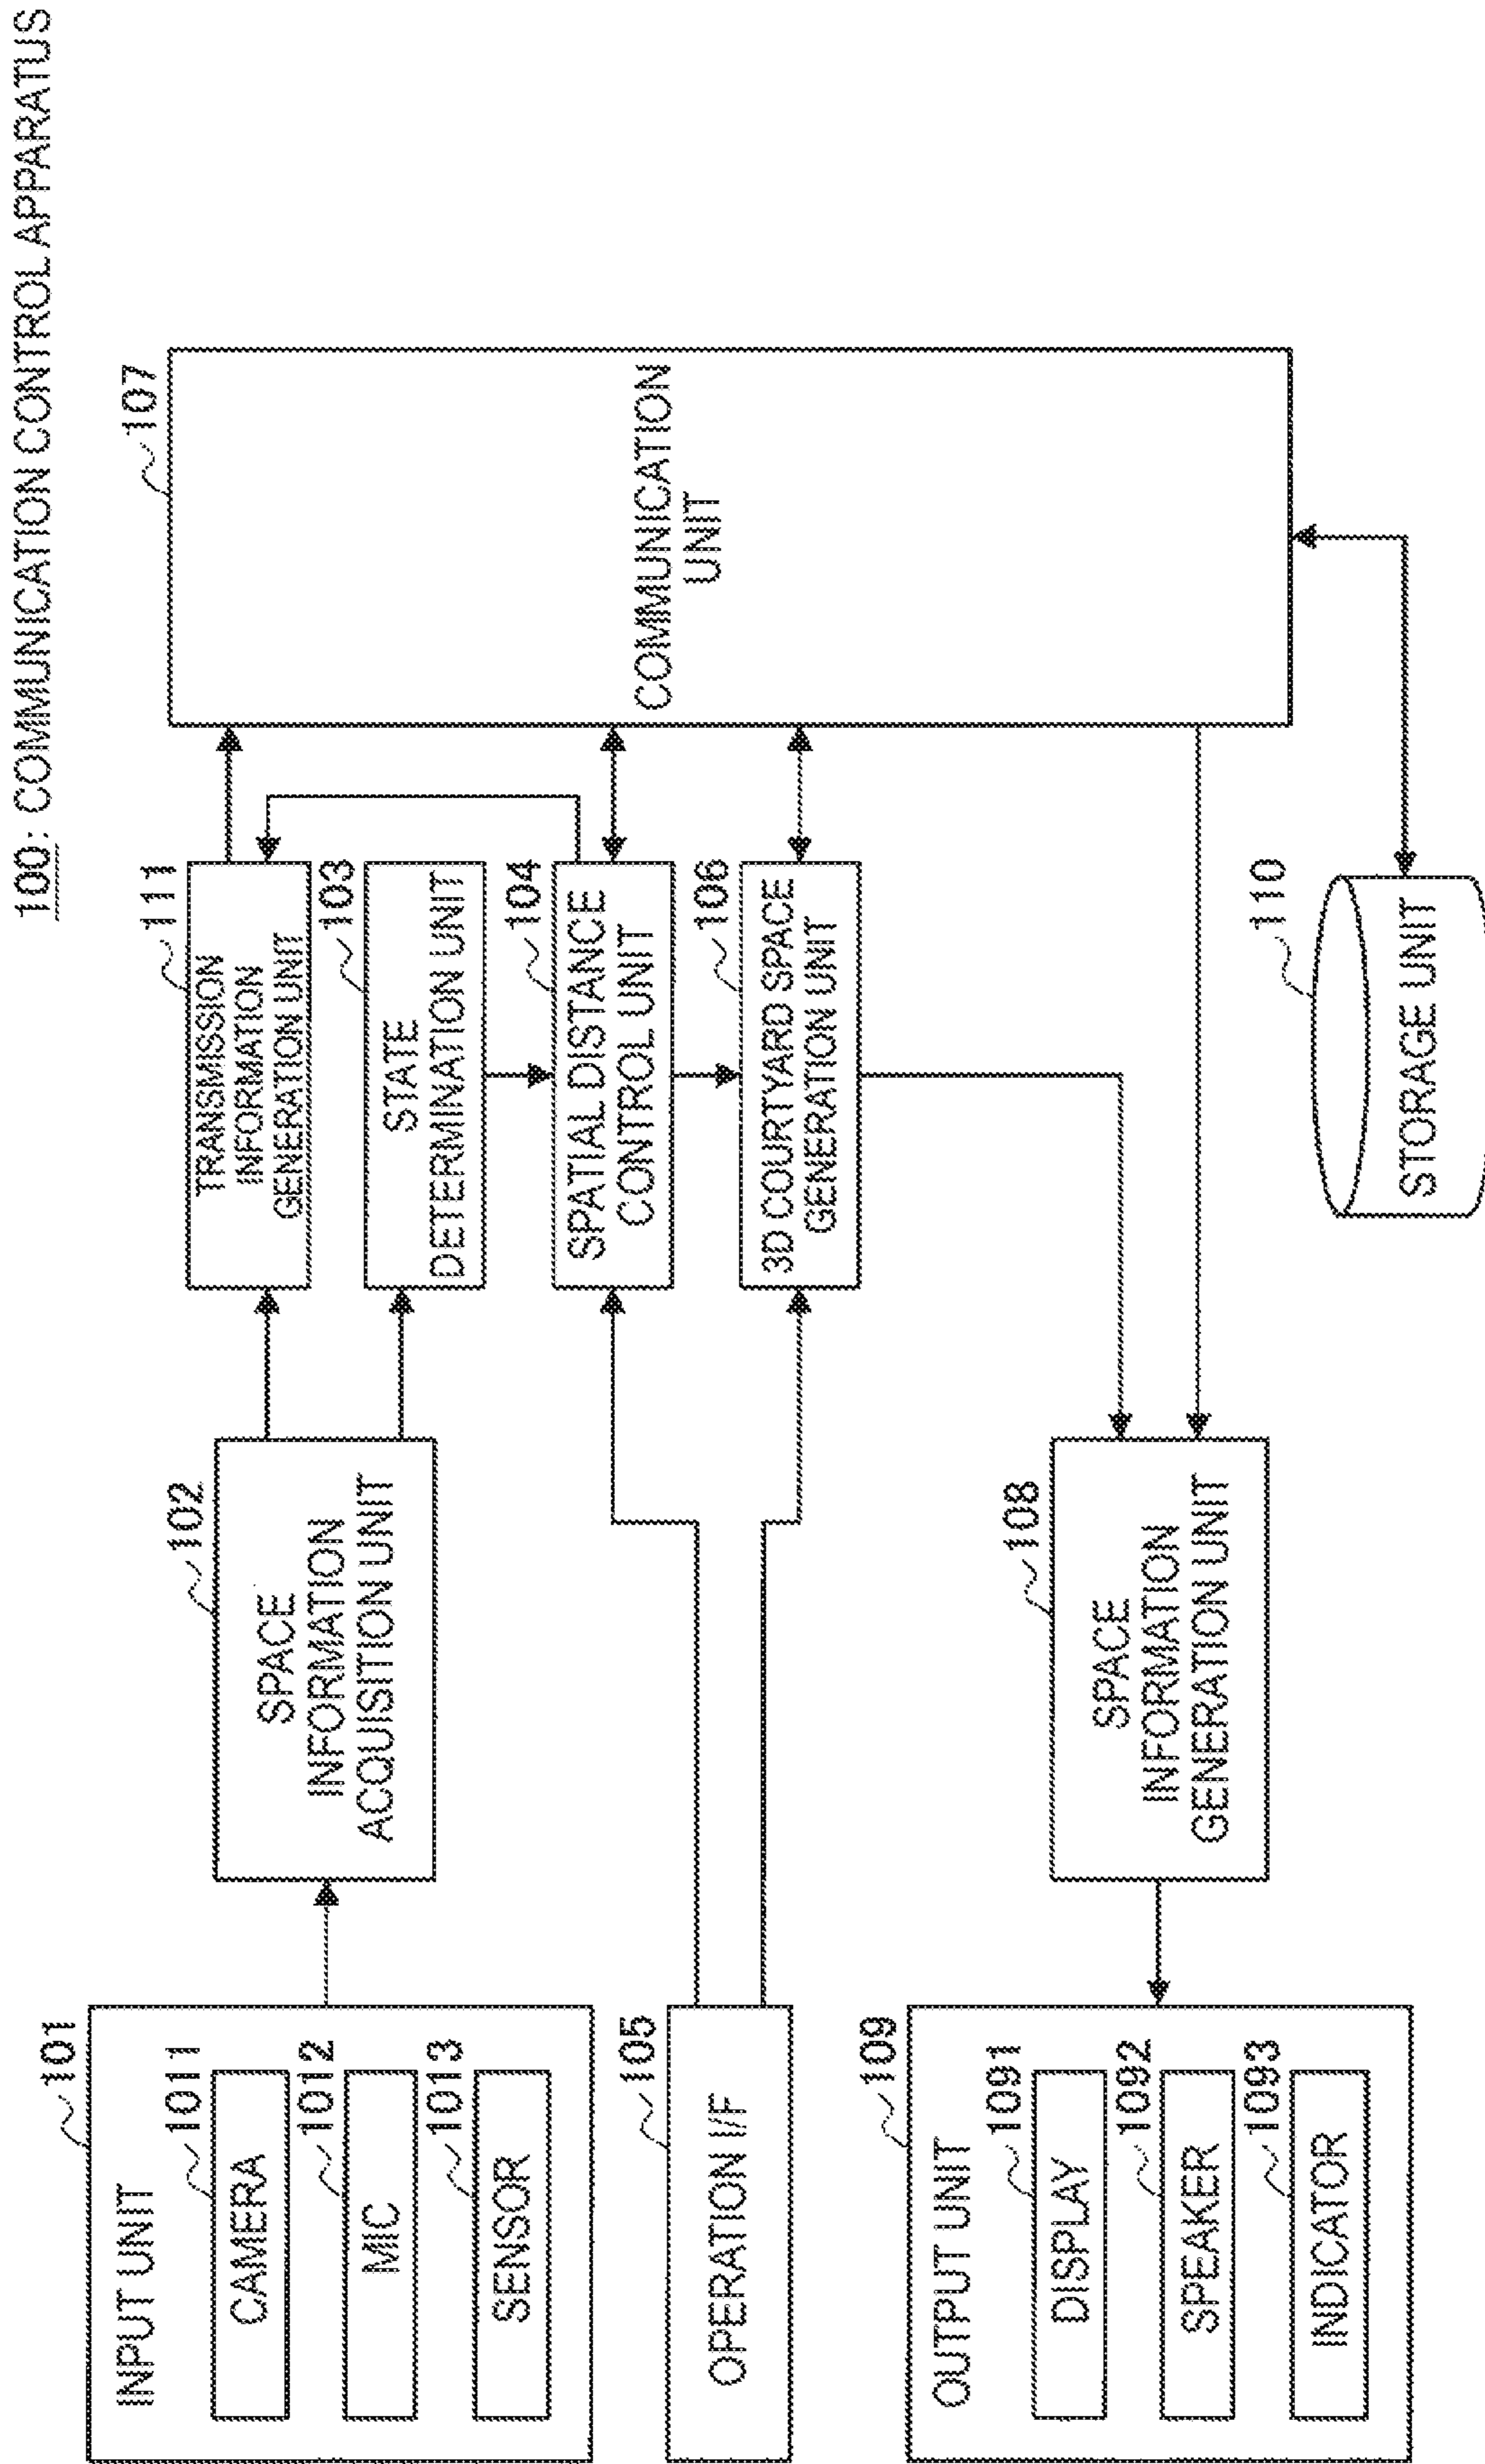 100: COMMUNICATION CONTROL APPARATUS
101
INPUT UNIT
1011
CAMERA
1012
MIC
1013
SENSOR
102
SPACE
INFORMATION
ACQUISITION UNIT
111
TRANSMISSION
INFORMATION
GENERATION UNIT
103
STATE
DETERMINATION UNIT
104
SPATIAL DISTANCE
CONTROL UNIT
106
3D COURTYARD SPACE
GENERATION UNIT
107
COMMUNICATION
UNIT
105
OPERATION I/F
109
OUTPUT UNIT
1091
DISPLAY
1092
SPEAKER
1093
INDICATOR
108
SPACE
INFORMATION
GENERATION UNIT
110
STORAGE UNIT